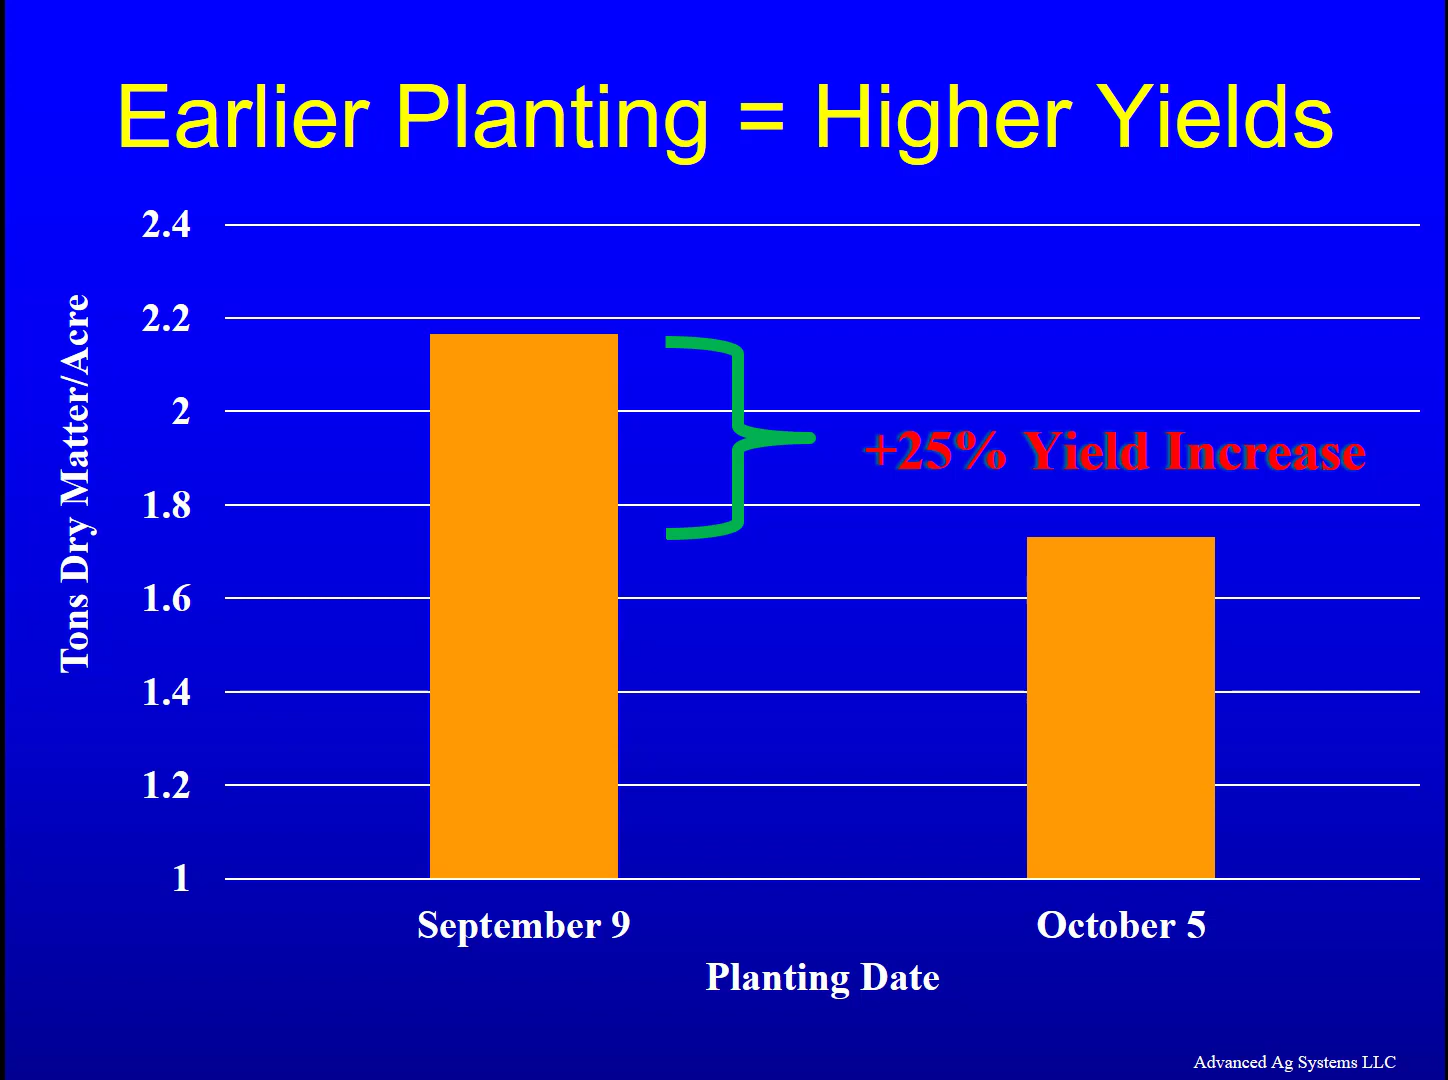 Earlier Planting = Higher Yields
2.4
2.2
2
1.8
1.6
1.4
1.2
1
Tons Dry Matter/Acre
+25% Yield Increase
September 9
October 5
Planting Date
Advanced Ag Systems LLC